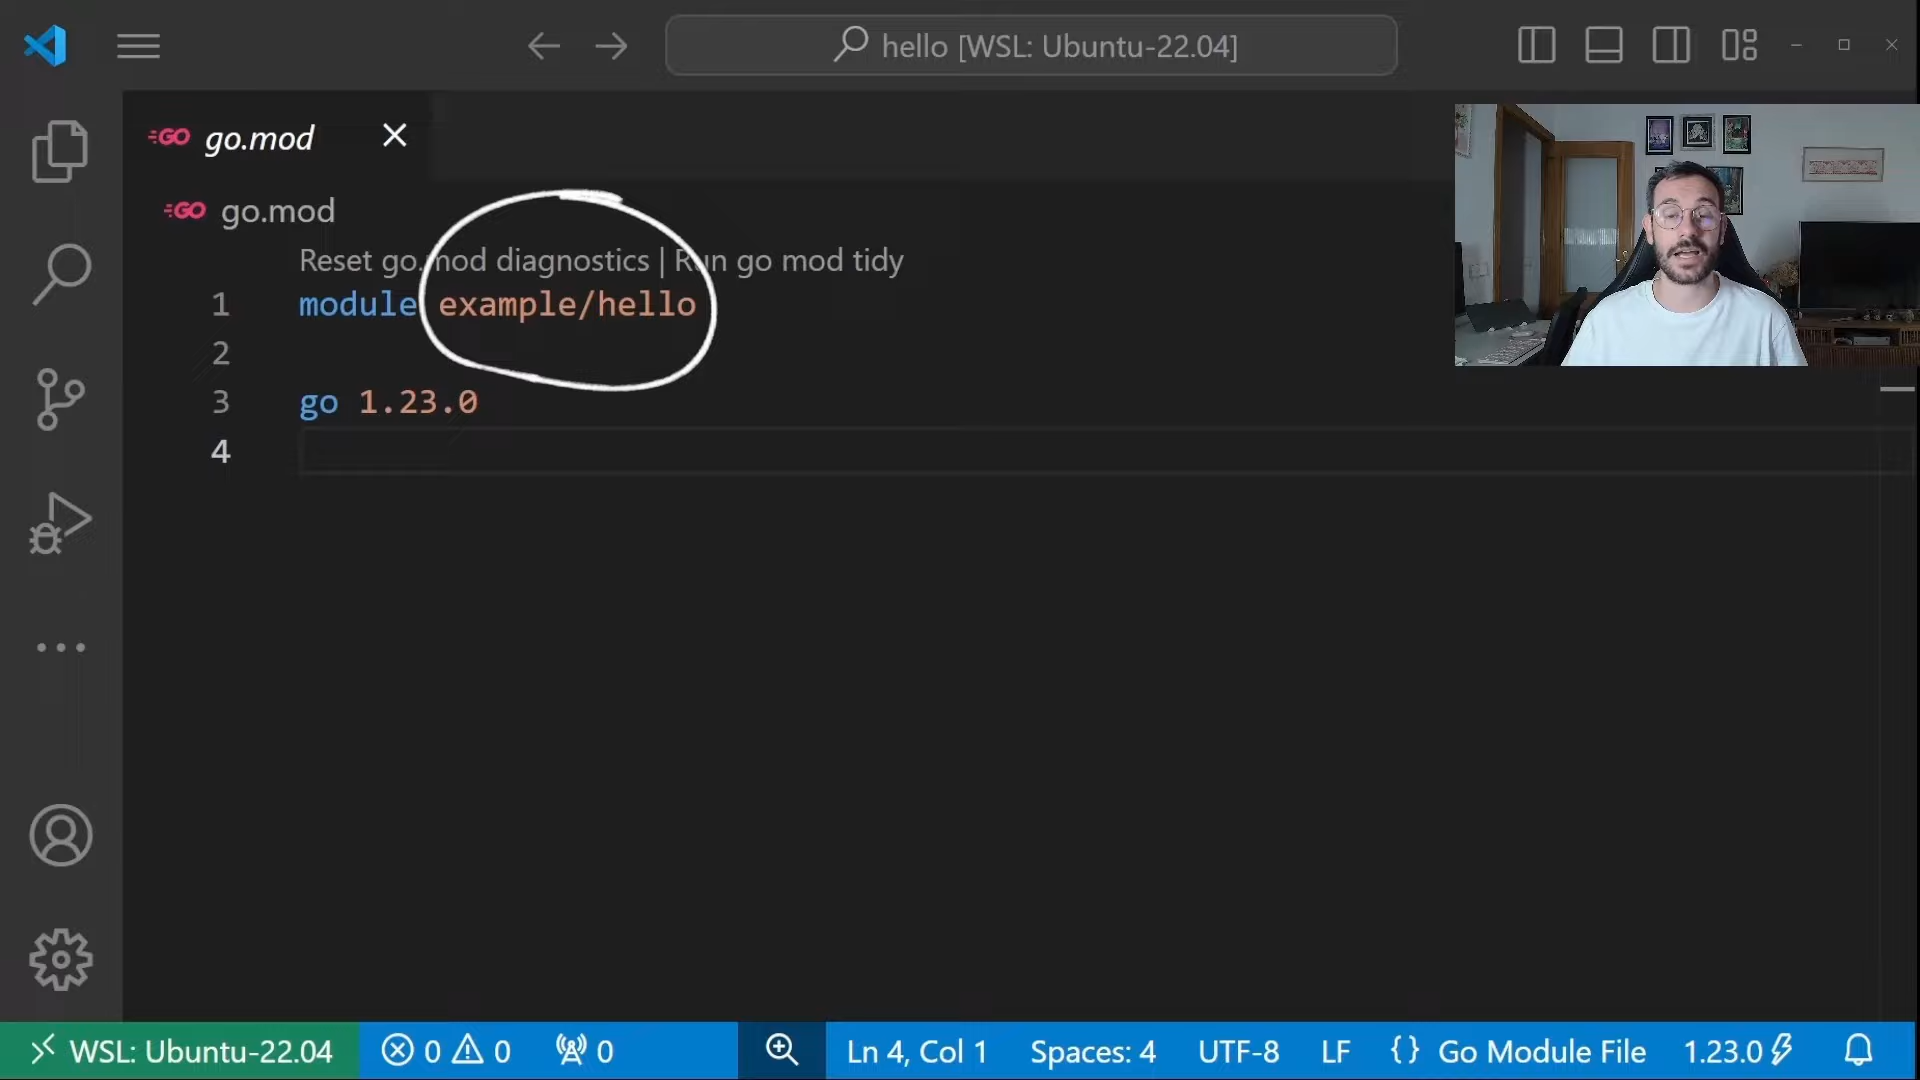 hello [WSL: Ubuntu-22.04]
GO go.mod
GO go.mod
Reset go.mod diagnostics | Run go mod tidy
1 module example/hello
2
3 go 1.23.0
4
WSL: Ubuntu-22.04 0 0 0 Ln 4, Col 1 Spaces: 4 UTF-8 LF {} Go Module File 1.23.0